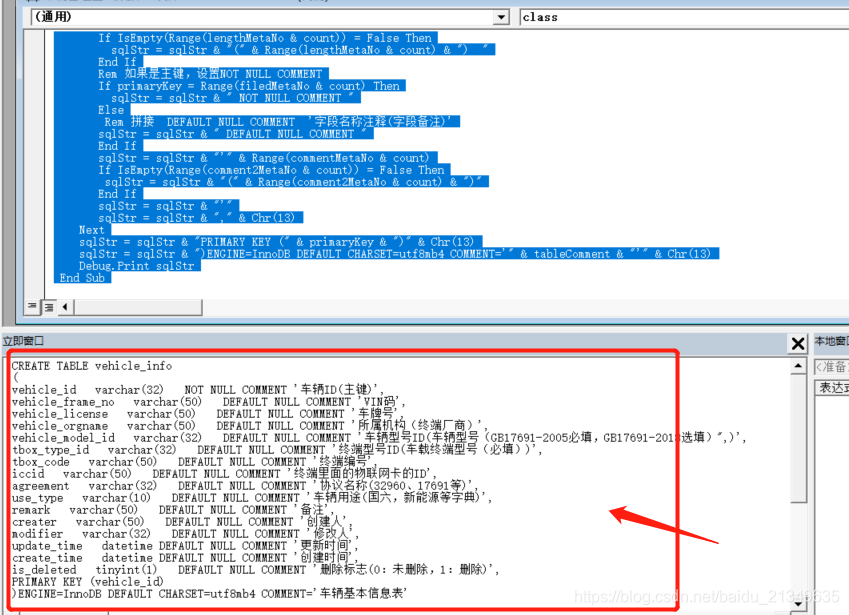 (通用)
class
If IsEmpty(Range(lengthMetaNo & count)) = False Then
sqlStr = sqlStr & "(" & Range(lengthMetaNo & count) & ")  "
End If
Rem 如果是主键，设置NOT NULL COMMENT
If primaryKey = Range(filedMetaNo & count) Then
sqlStr = sqlStr & " NOT NULL COMMENT "
Else
Rem 拼接  DEFAULT NULL COMMENT  '字段名称注释(字段备注)'
sqlStr = sqlStr & " DEFAULT NULL COMMENT "
End If
sqlStr = sqlStr & "'" & Range(commentMetaNo & count)
If IsEmpty(Range(comment2MetaNo & count)) = False Then
sqlStr = sqlStr & "(" & Range(comment2MetaNo & count) & ")"
End If
sqlStr = sqlStr & "'"
sqlStr = sqlStr & "," & Chr(13)
Next
sqlStr = sqlStr & "PRIMARY KEY (" & primaryKey & ")" & Chr(13)
sqlStr = sqlStr & ")ENGINE=InnoDB DEFAULT CHARSET=utf8mb4 COMMENT='" & tableComment & "'" & Chr(13)
Debug.Print sqlStr
End Sub
立即窗口
本地窗口
<准备
表达式
CREATE TABLE vehicle_info
(
vehicle_id   varchar(32)   NOT NULL COMMENT '车辆ID(主键)',
vehicle_frame_no   varchar(50)   DEFAULT NULL COMMENT 'VIN码',
vehicle_license   varchar(50)   DEFAULT NULL COMMENT '车牌号',
vehicle_orgname   varchar(50)   DEFAULT NULL COMMENT '所属机构（终端厂商）',
vehicle_model_id   varchar(32)   DEFAULT NULL COMMENT '车辆型号ID(车辆型号（GB17691-2005必填，GB17691-2018选填）",)',
tbox_type_id   varchar(32)   DEFAULT NULL COMMENT '终端型号ID(车载终端型号（必填）)',
tbox_code   varchar(50)   DEFAULT NULL COMMENT '终端编号',
iccid   varchar(50)   DEFAULT NULL COMMENT '终端里面的物联网卡的ID',
agreement   varchar(32)   DEFAULT NULL COMMENT '协议名称(32960、17691等)',
use_type   varchar(10)   DEFAULT NULL COMMENT '车辆用途(国六，新能源等字典)',
remark   varchar(50)   DEFAULT NULL COMMENT '备注',
creater   varchar(50)   DEFAULT NULL COMMENT '创建人',
modifier   varchar(32)   DEFAULT NULL COMMENT '修改人',
update_time   datetime DEFAULT NULL COMMENT '更新时间',
create_time   datetime DEFAULT NULL COMMENT '创建时间',
is_deleted   tinyint(1)   DEFAULT NULL COMMENT '删除标志(0：未删除，1：删除)',
PRIMARY KEY (vehicle_id)
)ENGINE=InnoDB DEFAULT CHARSET=utf8mb4 COMMENT='车辆基本信息表'
https://blog.csdn.net/baidu_21349635